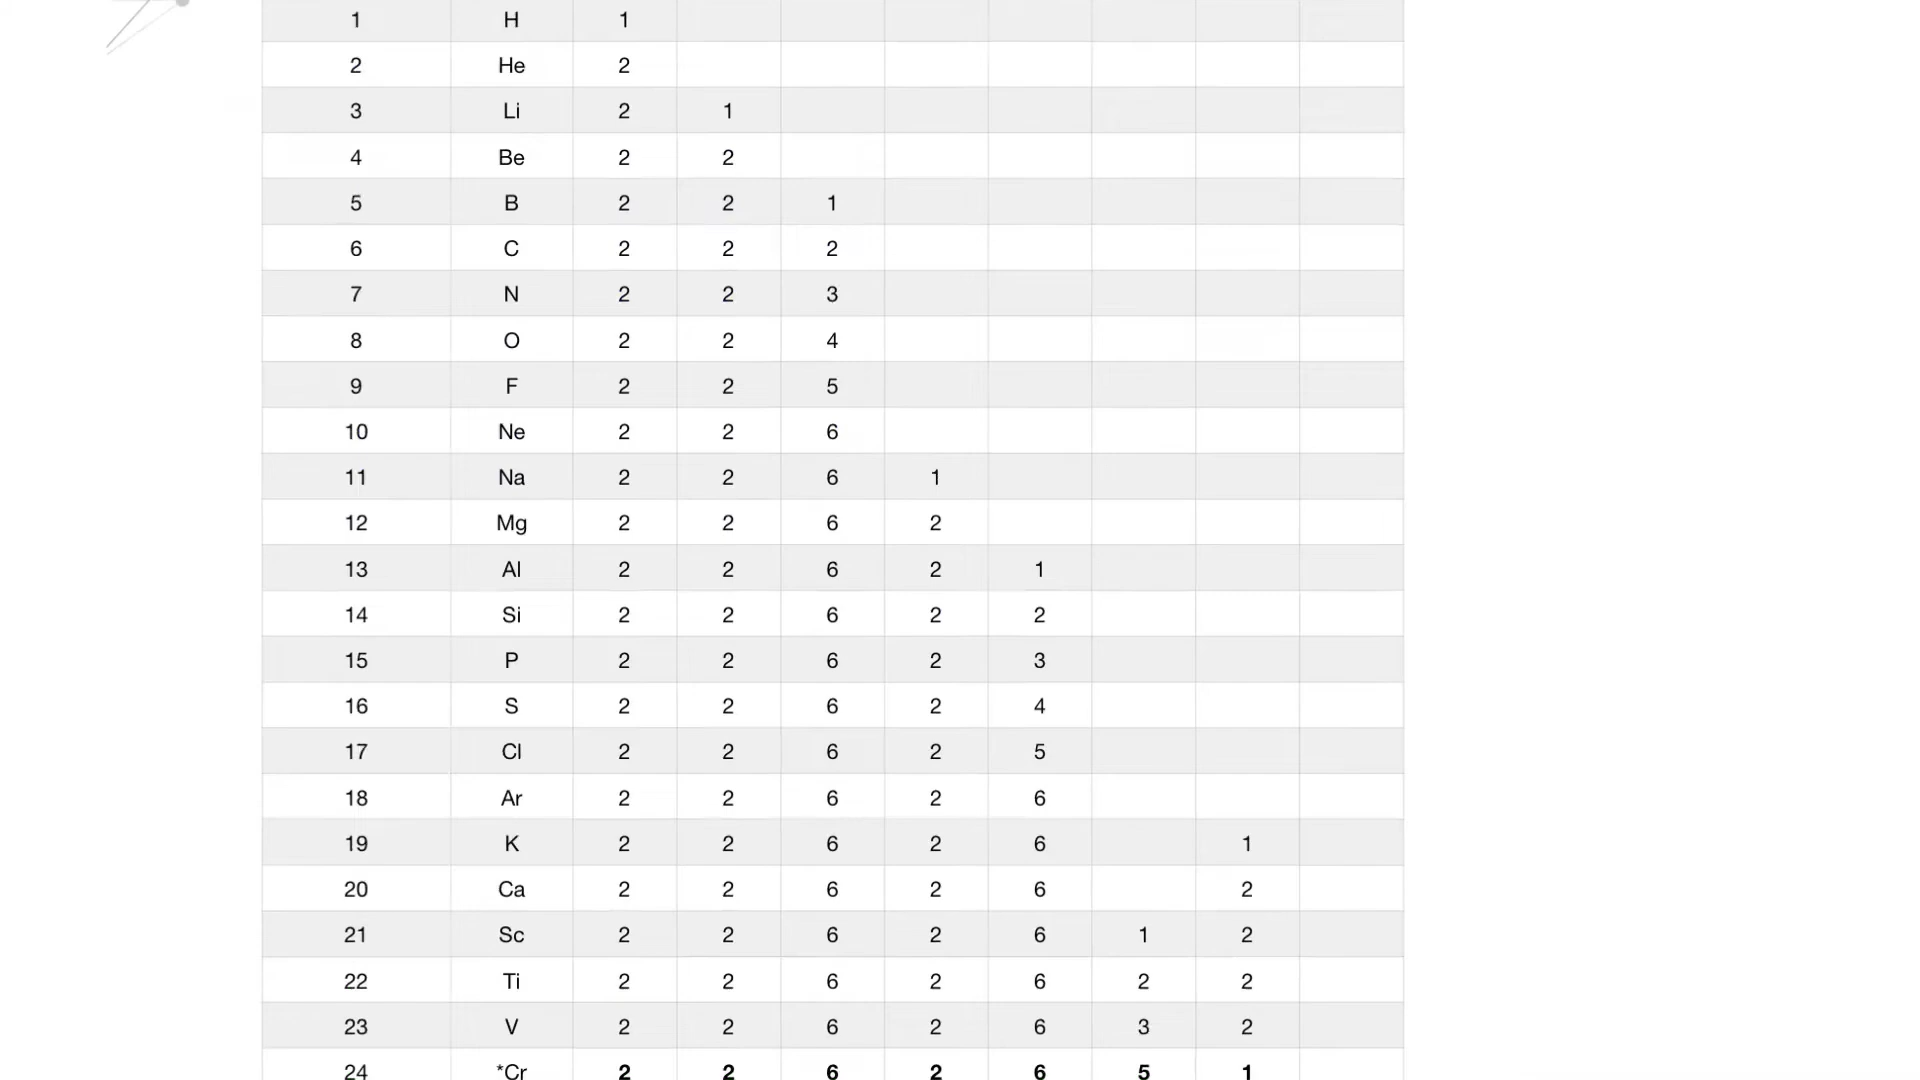 1 H 1
2 He 2
3 Li 2 1
4 Be 2 2
5 B 2 2 1
6 C 2 2 2
7 N 2 2 3
8 O 2 2 4
9 F 2 2 5
10 Ne 2 2 6
11 Na 2 2 6 1
12 Mg 2 2 6 2
13 Al 2 2 6 2 1
14 Si 2 2 6 2 2
15 P 2 2 6 2 3
16 S 2 2 6 2 4
17 Cl 2 2 6 2 5
18 Ar 2 2 6 2 6
19 K 2 2 6 2 6 1
20 Ca 2 2 6 2 6 2
21 Sc 2 2 6 2 6 1 2
22 Ti 2 2 6 2 6 2 2
23 V 2 2 6 2 6 3 2
24 *Cr 2 2 6 2 6 5 1